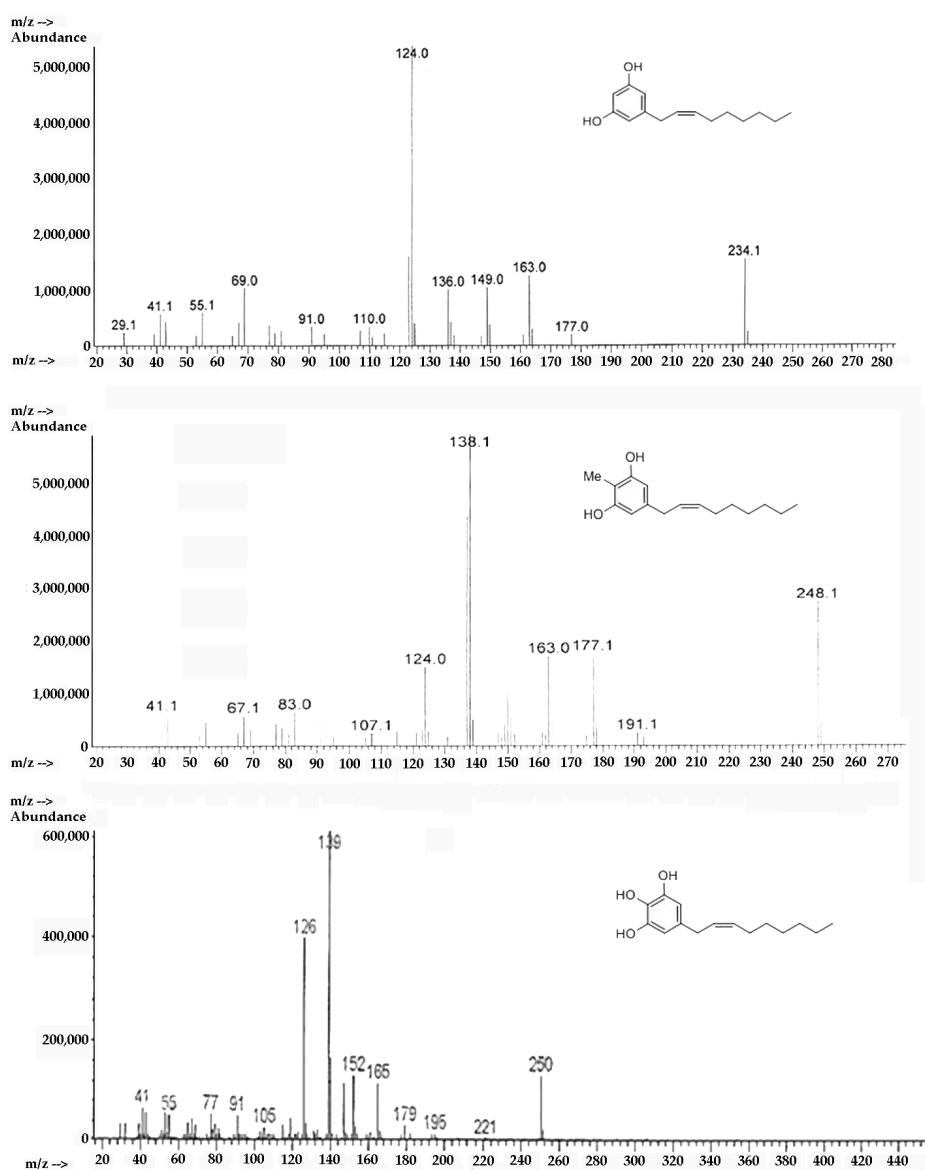 m/z -->
Abundance
124.0
5,000,000
4,000,000
3,000,000
2,000,000
1,000,000
0
OH
HO
29.1 41.1 55.1 69.0 91.0 110.0 136.0 149.0 163.0 177.0 234.1
m/z --> 20 30 40 50 60 70 80 90 100 110 120 130 140 150 160 170 180 190 200 210 220 230 240 250 260 270 280
m/z -->
Abundance
138.1
5,000,000
4,000,000
3,000,000
2,000,000
1,000,000
0
OH
Me
HO
41.1 67.1 83.0 107.1 124.0 163.0 177.1 191.1 248.1
m/z --> 20 30 40 50 60 70 80 90 100 110 120 130 140 150 160 170 180 190 200 210 220 230 240 250 260 270
m/z -->
Abundance
600,000
139
400,000
200,000
0
OH
HO
HO
41 55 77 91 105 126 152 165 179 195 221 250
20 40 60 80 100 120 140 160 180 200 220 240 260 280 300 320 340 360 380 400 420 440
m/z -->